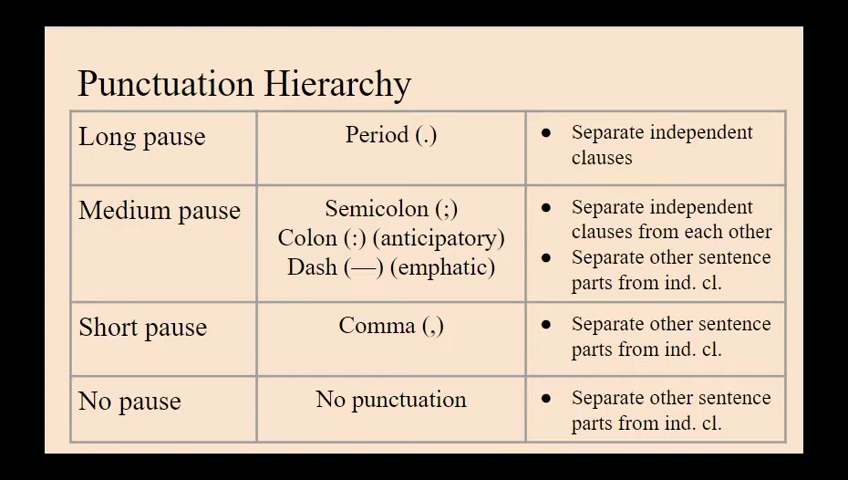 Punctuation Hierarchy
Long pause
Period (.)
● Separate independent
clauses
Medium pause
Semicolon (;)
Colon (:) (anticipatory)
Dash (—) (emphatic)
● Separate independent
clauses from each other
● Separate other sentence
parts from ind. cl.
Short pause
Comma (,)
● Separate other sentence
parts from ind. cl.
No pause
No punctuation
● Separate other sentence
parts from ind. cl.